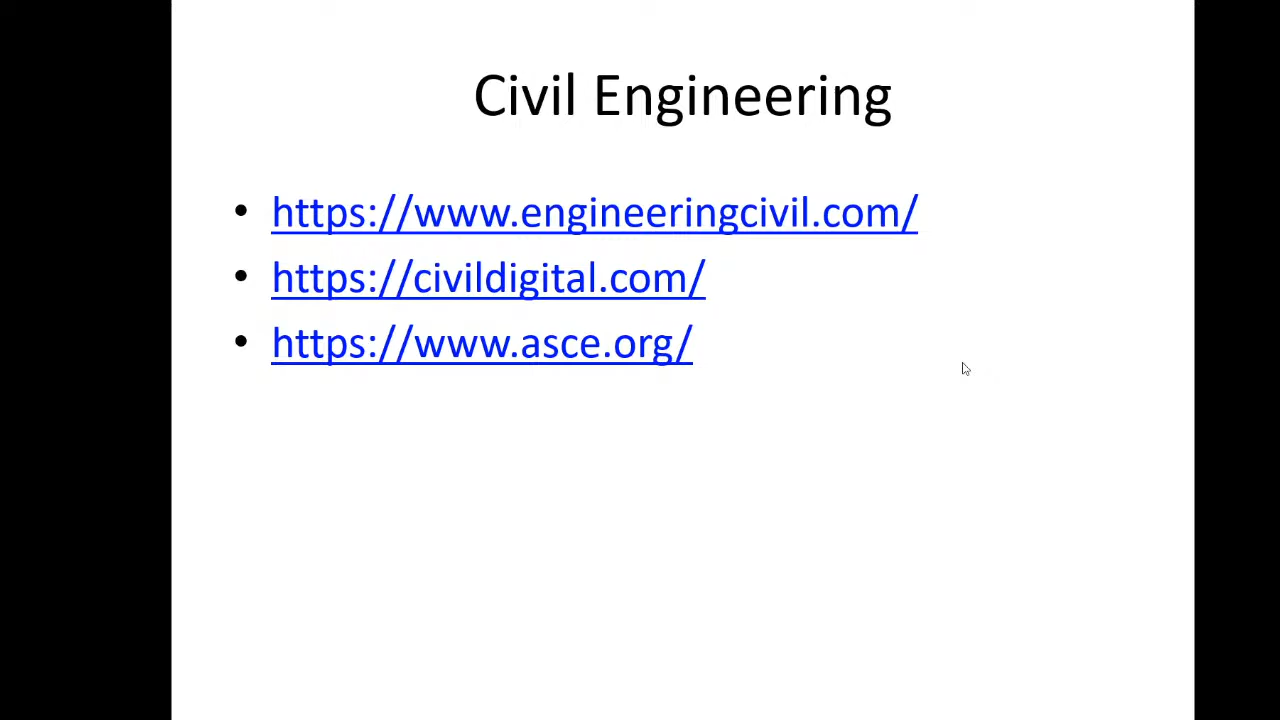 Civil Engineering
• https://www.engineeringcivil.com/
• https://civildigital.com/
• https://www.asce.org/